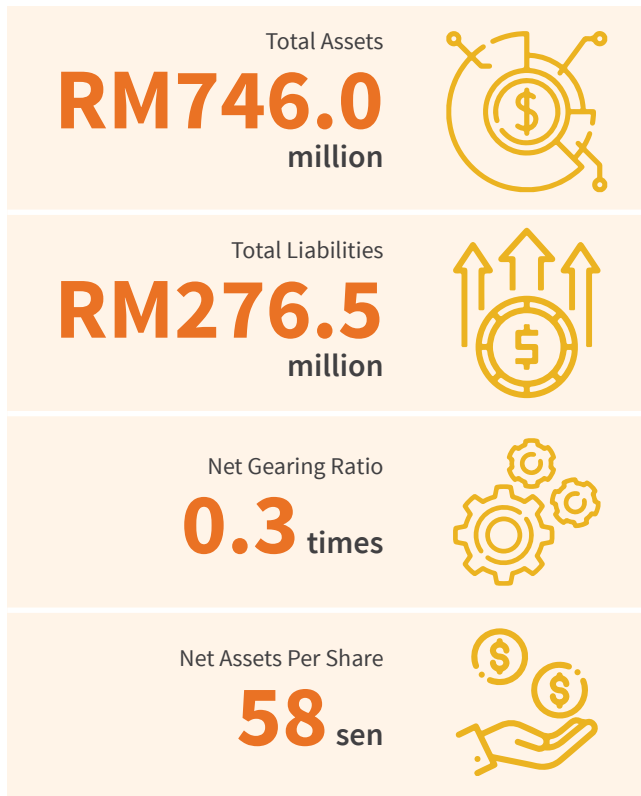 Total Assets
RM746.0
million
Total Liabilities
RM276.5
million
Net Gearing Ratio
0.3 times
Net Assets Per Share
58 sen